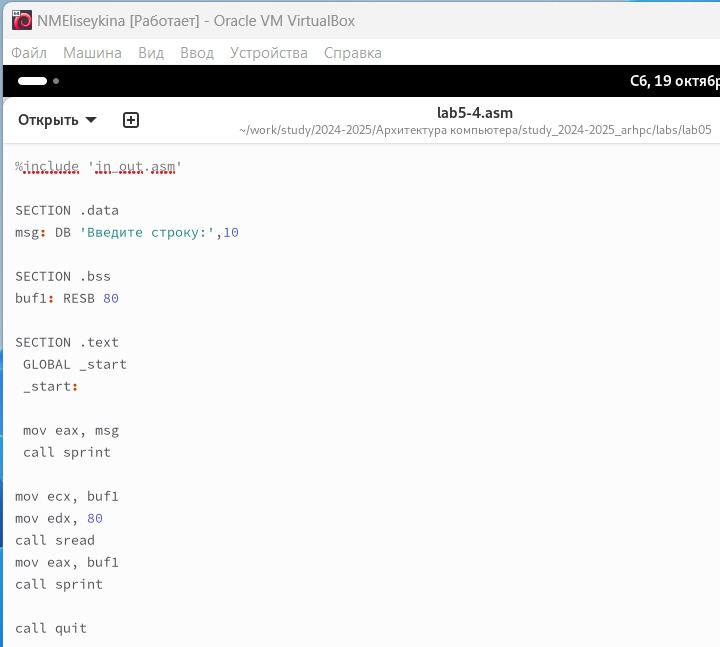 NMEliseykina [Работает] - Oracle VM VirtualBox
Файл Машина Вид Ввод Устройства Справка
Сб, 19 октябр
Открыть
lab5-4.asm
~/work/study/2024-2025/Архитектура компьютера/study_2024-2025_arhpc/labs/lab05
%include 'in_out.asm'
SECTION .data
msg: DB 'Введите строку:',10
SECTION .bss
buf1: RESB 80
SECTION .text
GLOBAL _start
_start:
mov eax, msg
call sprint
mov ecx, buf1
mov edx, 80
call sread
mov eax, buf1
call sprint
call quit